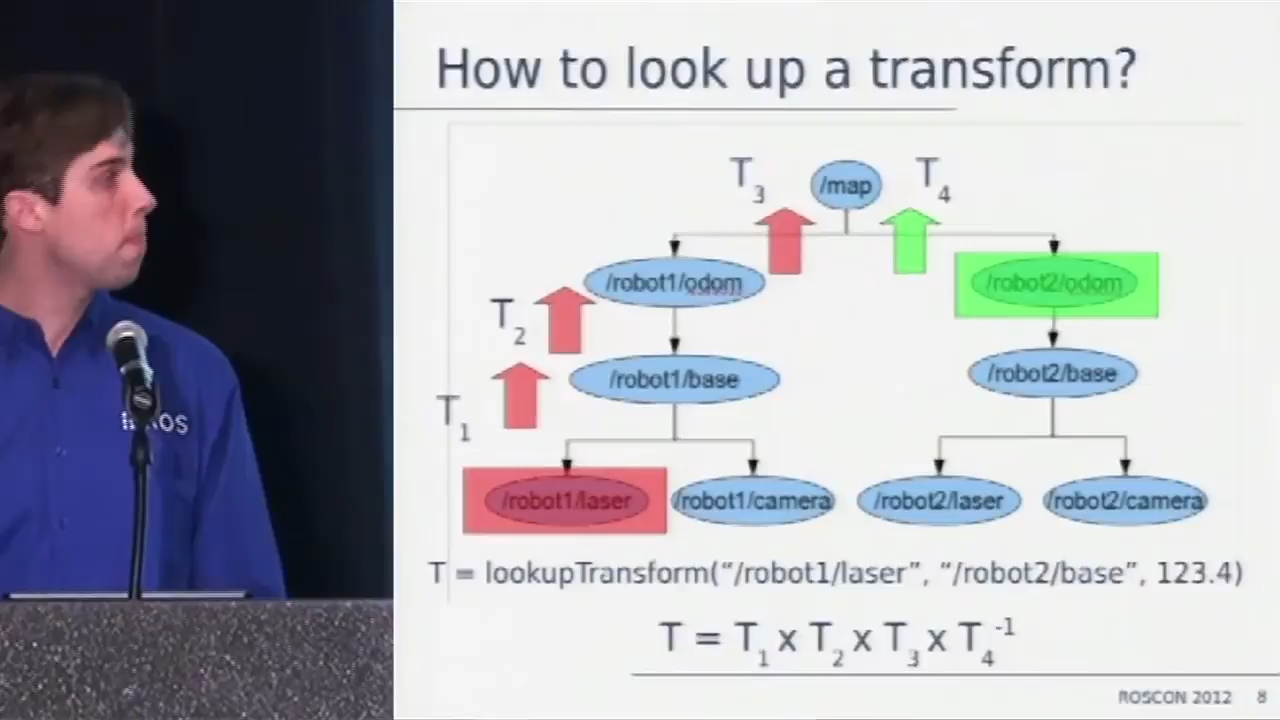 How to look up a transform?
T3
/map
T4
/robot1/odom
/robot2/odom
T2
/robot1/base
/robot2/base
T1
/robot1/laser
/robot1/camera
/robot2/laser
/robot2/camera
T = lookupTransform(“/robot1/laser”, “/robot2/base”, 123.4)
T = T1 x T2 x T3 x T4-1
ROSCON 2012 8